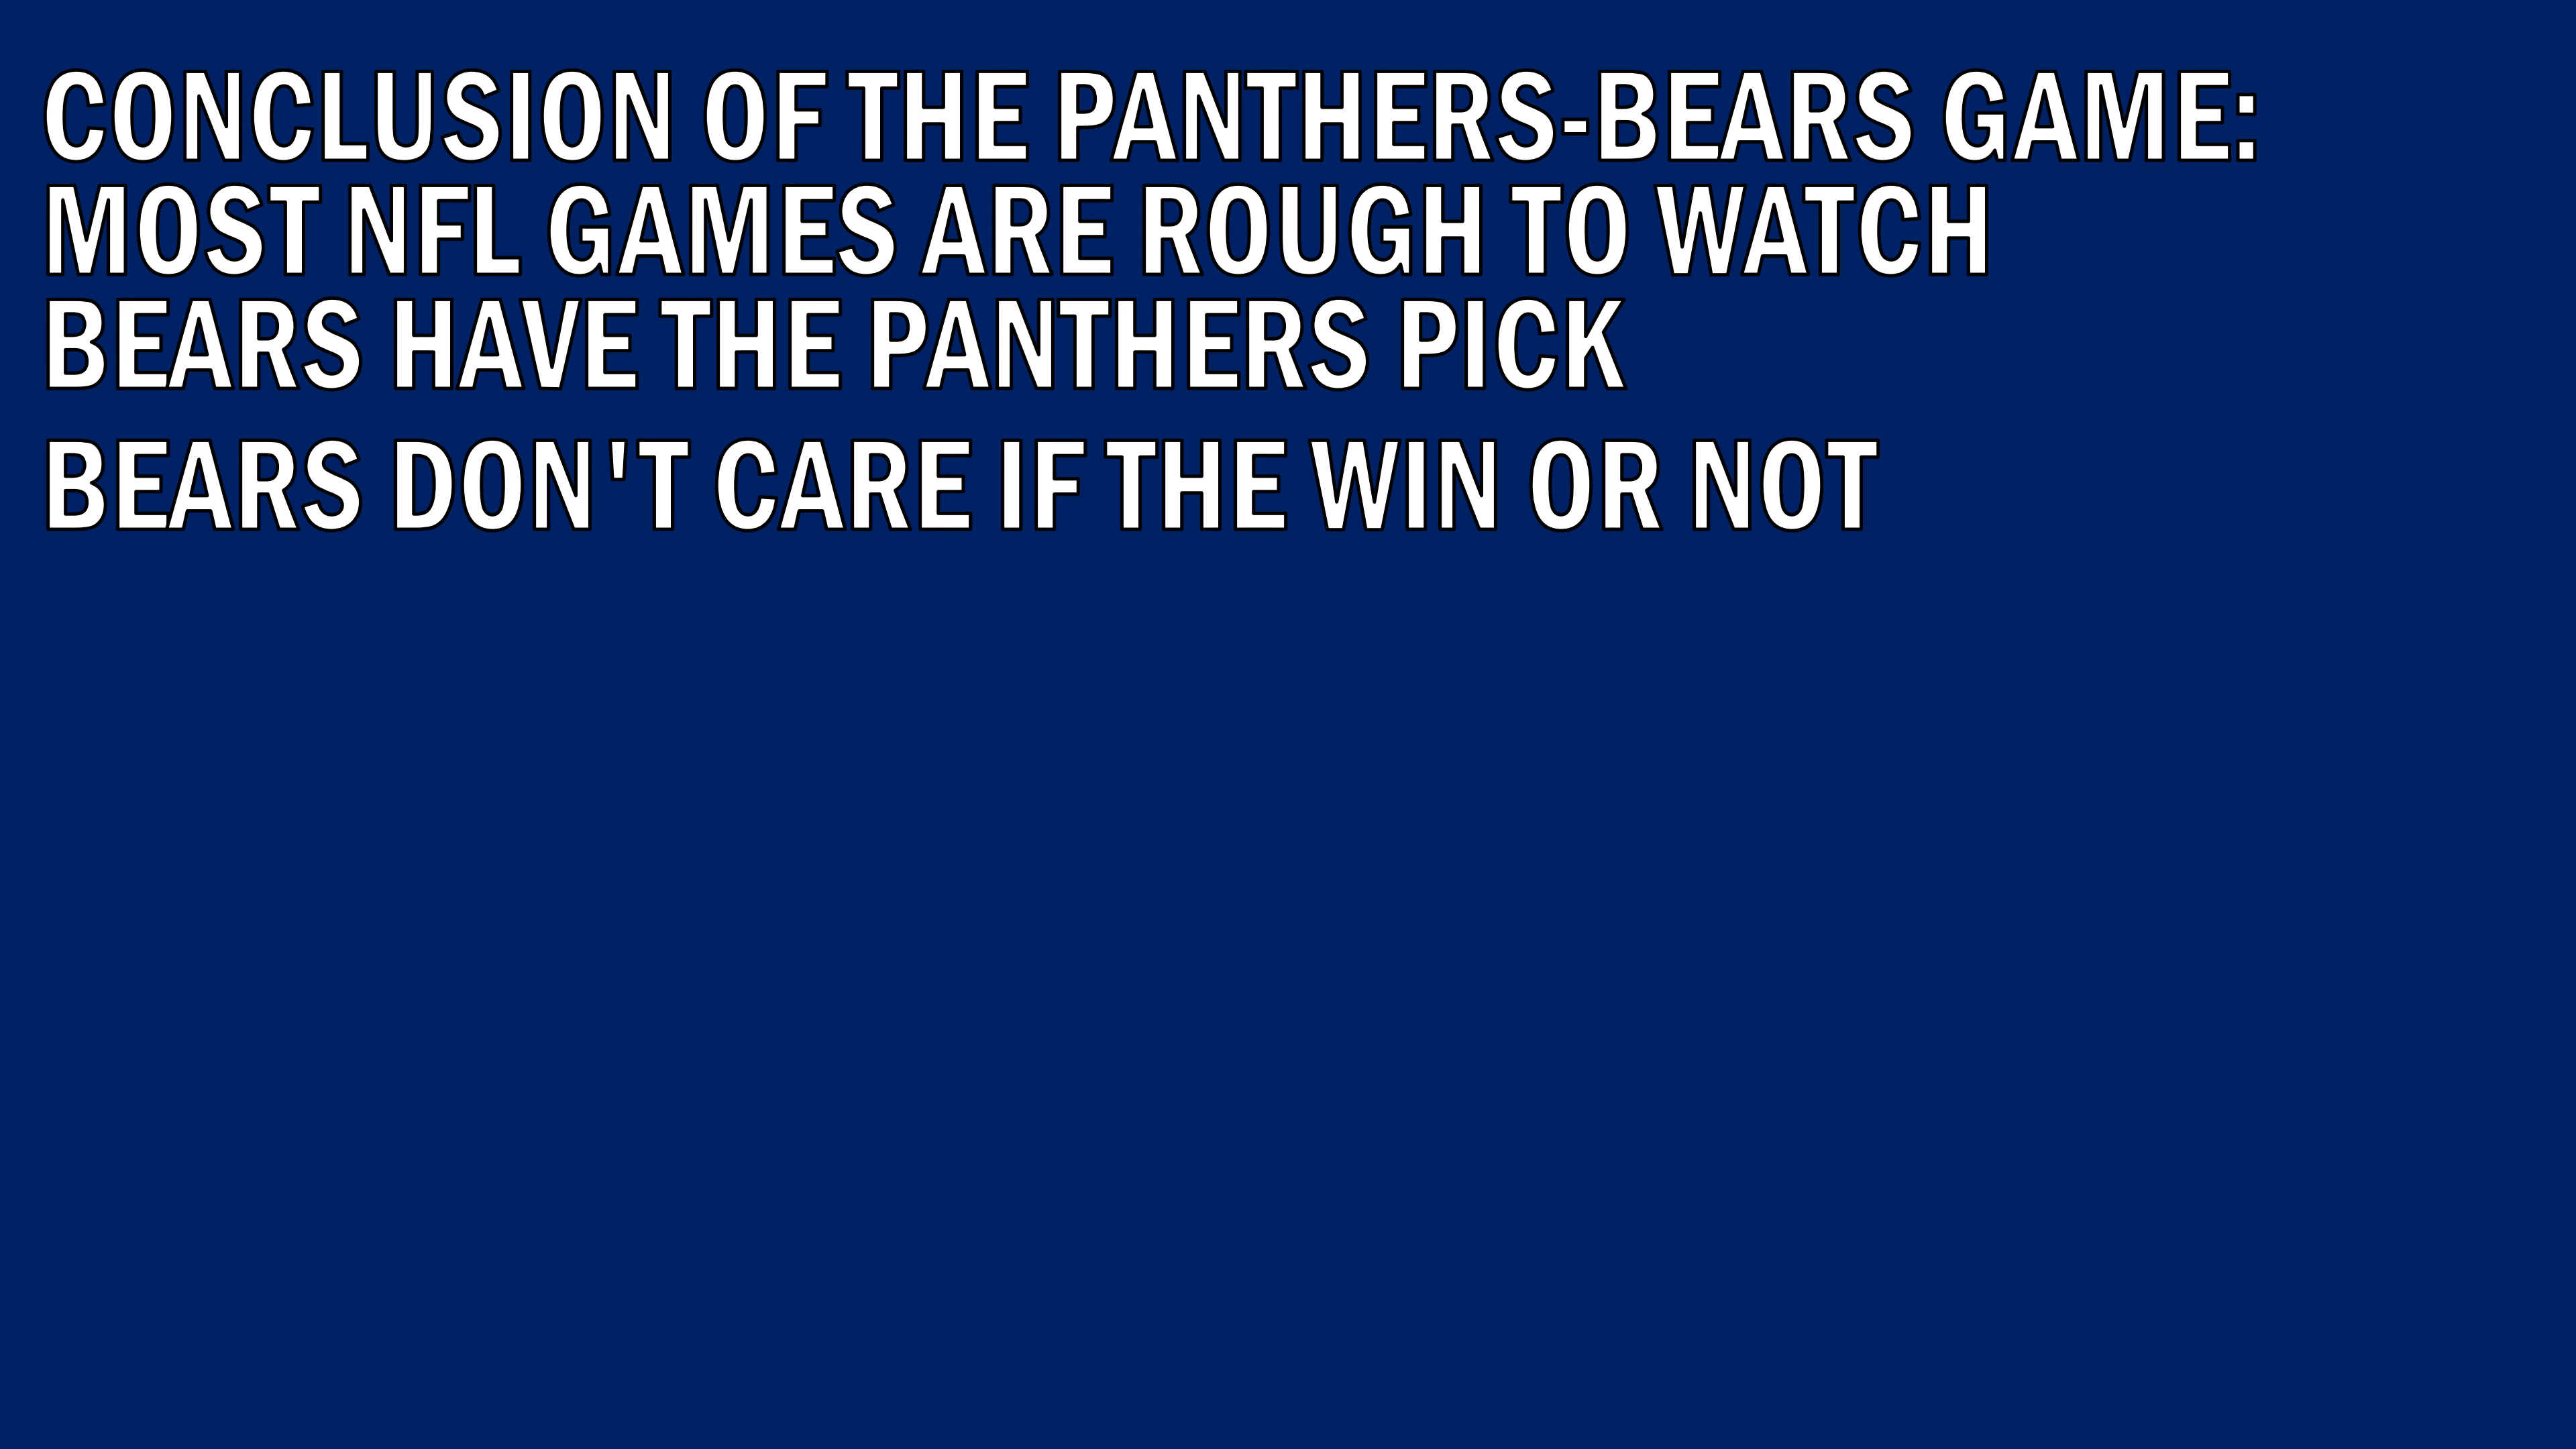 CONCLUSION OF THE PANTHERS-BEARS GAME:
MOST NFL GAMES ARE ROUGH TO WATCH
BEARS HAVE THE PANTHERS PICK
BEARS DON'T CARE IF THE WIN OR NOT